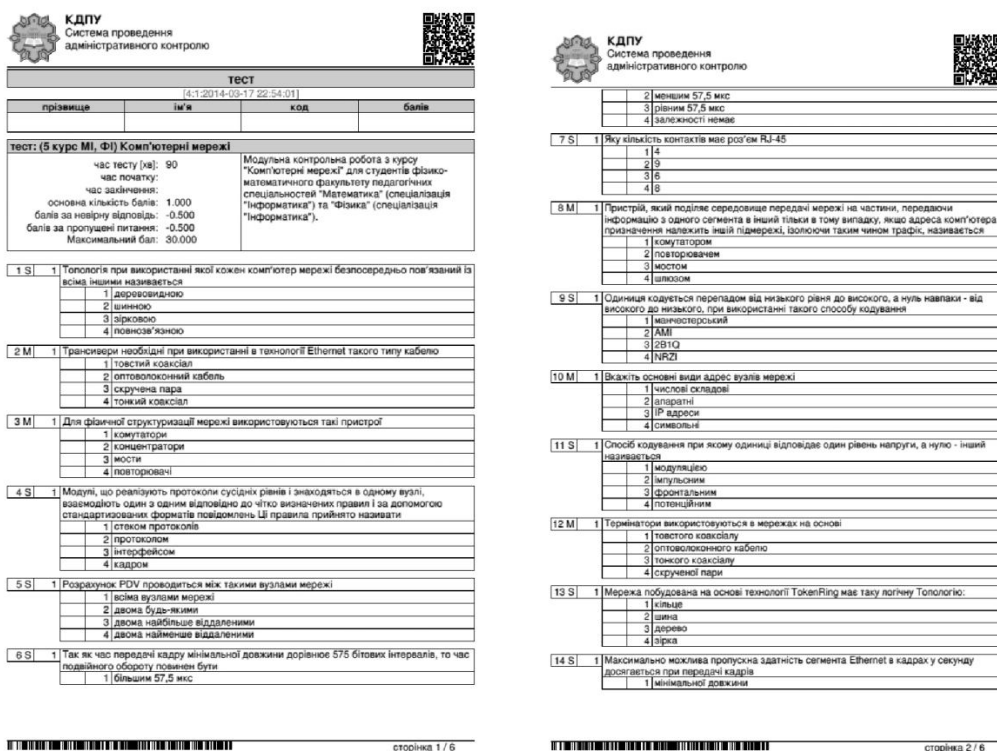 КДПУ
Система проведення
адміністративного контролю
тест
[4:1:2014-03-17 22:54:01]
прізвище ім'я код балів
тест: (5 курс МІ, ФІ) Комп'ютерні мережі
час тесту [хв]: 90
час початку:
час закінчення:
основна кількість балів: 1.000
балів за невірну відповідь: -0.500
балів за пропущені питання: -0.500
Максимальний бал: 30.000
Модульна контрольна робота з курсу
"Комп'ютерні мережі" для студентів фізико-
математичного факультету педагогічних
спеціальностей "Математика" (спеціалізація
"Інформатика") та "Фізика" (спеціалізація
"Інформатика").
1 S 1 Топологія при використанні якої кожен комп'ютер мережі безпосередньо пов'язаний із
всіма іншими називається
1 деревовидною
2 шинною
3 зірковою
4 повнозв'язною
2 M 1 Трансивери необхідні при використанні в технології Ethernet такого типу кабелю
1 товстий коаксіал
2 оптоволоконний кабель
3 скручена пара
4 тонкий коаксіал
3 M 1 Для фізичної структуризації мережі використовуються такі пристрої
1 комутатори
2 концентратори
3 мости
4 повторювачі
4 S 1 Модулі, що реалізують протоколи сусідніх рівнів і знаходяться в одному вузлі,
взаємодіють один з одним відповідно до чітко визначених правил і за допомогою
стандартизованих форматів повідомлень Ці правила прийнято називати
1 стеком протоколів
2 протоколом
3 інтерфейсом
4 кадром
5 S 1 Розрахунок PDV проводиться між такими вузлами мережі
1 всіма вузлами мережі
2 двома будь-якими
3 двома найбільше віддаленими
4 двома найменше віддаленими
6 S 1 Так як час передачі кадру мінімальної довжини дорівнює 575 бітових інтервалів, то час
подвійного обороту повинен бути
1 більшим 57,5 мкс
сторінка 1 / 6
КДПУ
Система проведення
адміністративного контролю
2 меншим 57,5 мкс
3 рівним 57,5 мкс
4 залежності немає
7 S 1 Яку кількість контактів має роз'єм RJ-45
1 4
2 9
3 6
4 8
8 M 1 Пристрій, який поділяє середовище передачі мережі на частини, передаючи
інформацію з одного сегмента в інший тільки в тому випадку, якщо адреса комп'ютера
призначення належить іншій підмережі, ізолюючи таким чином трафік, називається
1 комутатором
2 повторювачем
3 мостом
4 шлюзом
9 S 1 Одиниця кодується перепадом від низького рівня до високого, а нуль навпаки - від
високого до низького, при використанні такого способу кодування
1 манчестерський
2 AMI
3 2B1Q
4 NRZI
10 M 1 Вкажіть основні види адрес вузлів мережі
1 числові складові
2 апаратні
3 IP адреси
4 символьні
11 S 1 Спосіб кодування при якому одиниці відповідає один рівень напруги, а нулю - інший
називається
1 модуляцією
2 імпульсним
3 фронтальним
4 потенційним
12 M 1 Термінатори використовуються в мережах на основі
1 товстого коаксіалу
2 оптоволоконного кабелю
3 тонкого коаксіалу
4 скрученої пари
13 S 1 Мережа побудована на основі технології TokenRing має таку логічну Топологію:
1 кільце
2 шина
3 дерево
4 зірка
14 S 1 Максимально можлива пропускна здатність сегмента Ethernet в кадрах у секунду
досягається при передачі кадрів
1 мінімальної довжини
сторінка 2 / 6